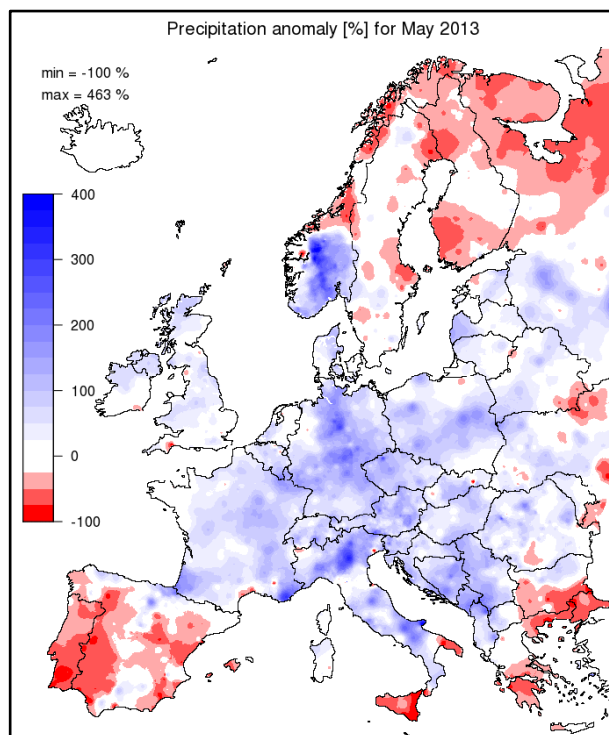 Precipitation anomaly [%] for May 2013
min = -100 %
max = 463 %
400
300
200
100
0
-100